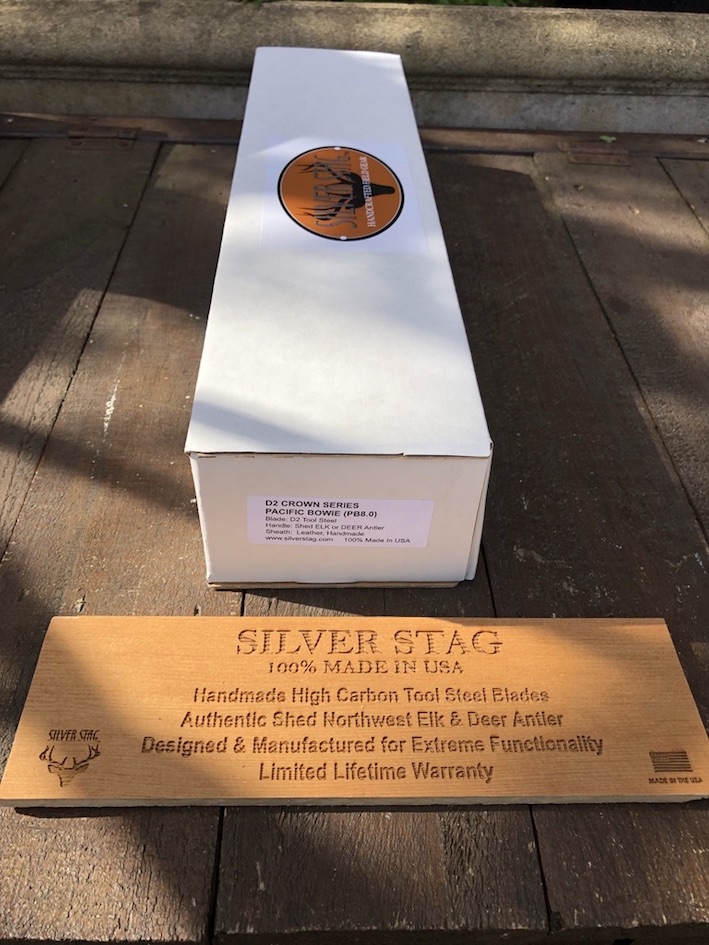 SILVER STAG
HANDCRAFTED FIELD GEAR
D2 CROWN SERIES
PACIFIC BOWIE (PB8.0)
Blade: D2 Tool Steel
Handle: Shed ELK or DEER Antler
Sheath: Leather, Handmade
www.silverstag.com 100% Made In USA
SILVER STAG
100% MADE IN USA
Handmade High Carbon Tool Steel Blades
Authentic Shed Northwest Elk & Deer Antler
Designed & Manufactured for Extreme Functionality
Limited Lifetime Warranty
SILVER STAG
MADE IN THE USA